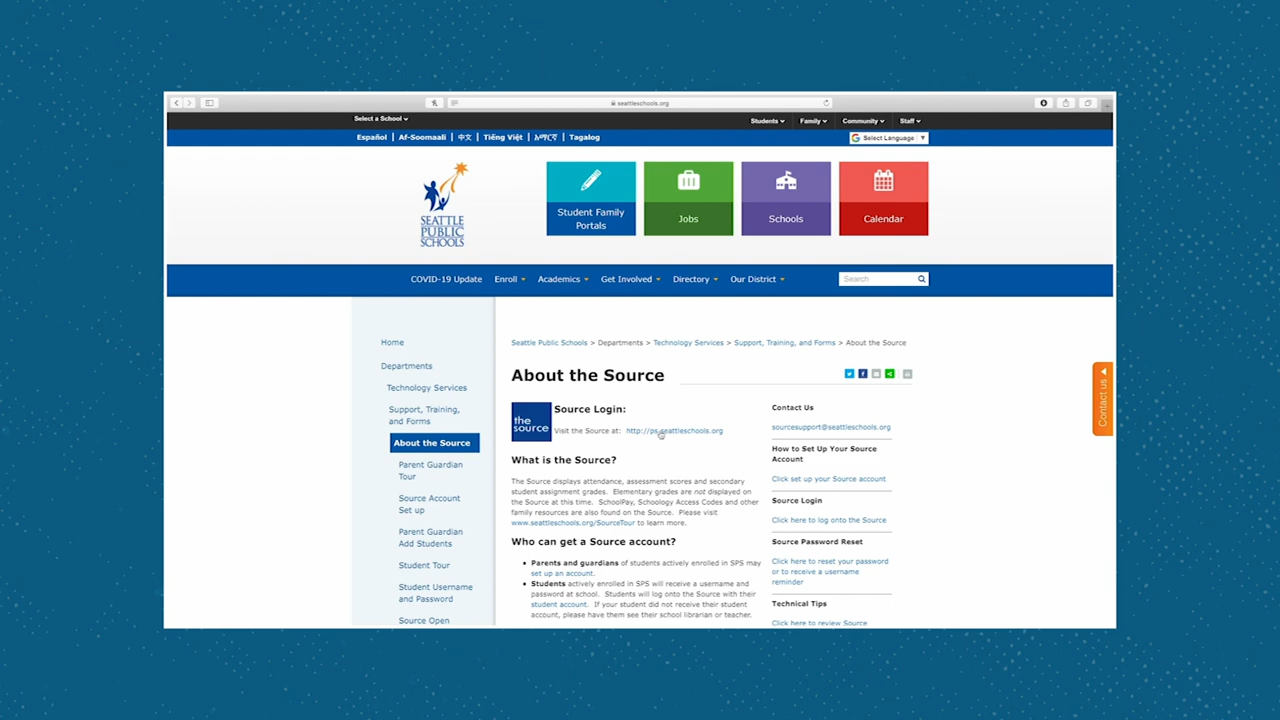 seattleschools.org
Select a School
Students
Family
Community
Staff
Español | Af-Soomaali | 中文 | Tiếng Việt | አማርኛ | Tagalog
Select Language
SEATTLE
PUBLIC
SCHOOLS
Student Family
Portals
Jobs
Schools
Calendar
COVID-19 Update
Enroll
Academics
Get Involved
Directory
Our District
Search
Home
Departments
Technology Services
Support, Training,
and Forms
About the Source
Parent Guardian
Tour
Source Account
Set up
Parent Guardian
Add Students
Student Tour
Student Username
and Password
Source Open
Seattle Public Schools > Departments > Technology Services > Support, Training, and Forms > About the Source
About the Source
the
source
Source Login:
Visit the Source at: http://ps.seattleschools.org
What is the Source?
The Source displays attendance, assessment scores and secondary
student assignment grades. Elementary grades are not displayed on
the Source at this time. SchoolPay, Schoology Access Codes and other
family resources are also found on the Source. Please visit
www.seattleschools.org/SourceTour to learn more.
Who can get a Source account?
• Parents and guardians of students actively enrolled in SPS may
set up an account.
• Students actively enrolled in SPS will receive a username and
password at school. Students will log onto the Source with their
student account. If your student did not receive their student
account, please have them see their school librarian or teacher.
Contact Us
sourcesupport@seattleschools.org
How to Set Up Your Source
Account
Click set up your Source account
Source Login
Click here to log onto the Source
Source Password Reset
Click here to reset your password
or to receive a username
reminder
Technical Tips
Click here to review Source
Contact us